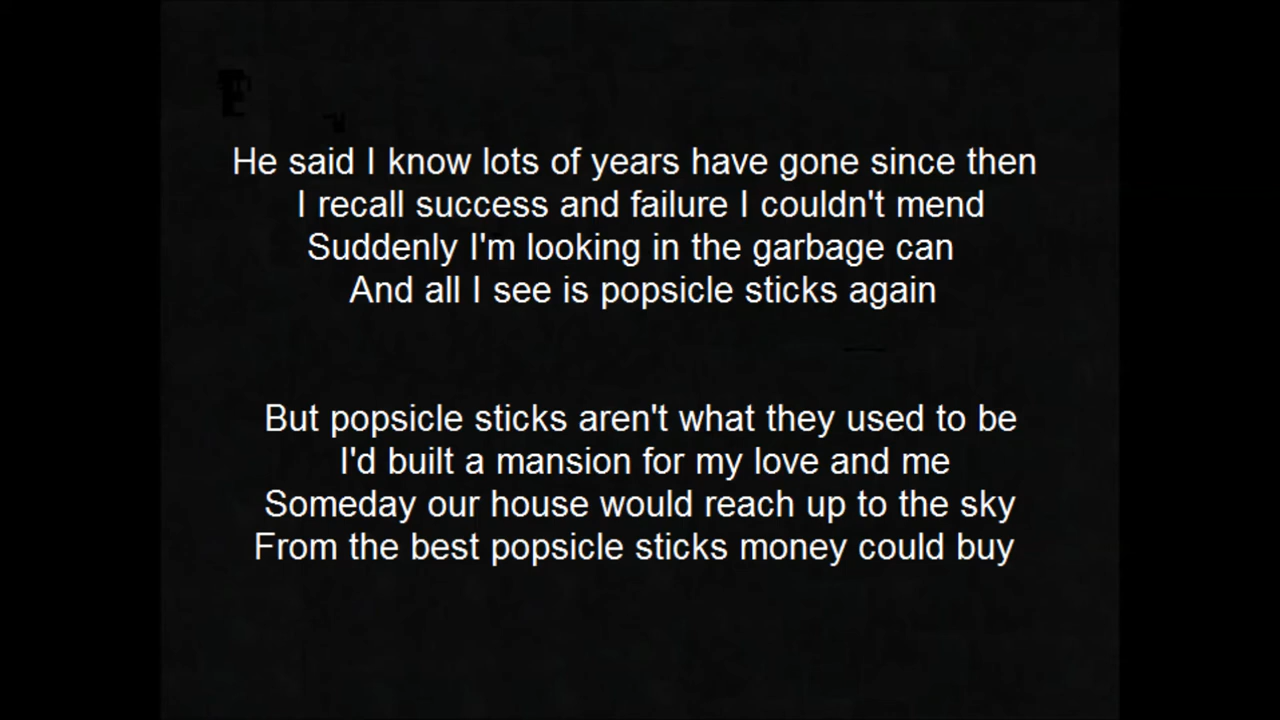 He said I know lots of years have gone since then
I recall success and failure I couldn't mend
Suddenly I'm looking in the garbage can
And all I see is popsicle sticks again
But popsicle sticks aren't what they used to be
I'd built a mansion for my love and me
Someday our house would reach up to the sky
From the best popsicle sticks money could buy